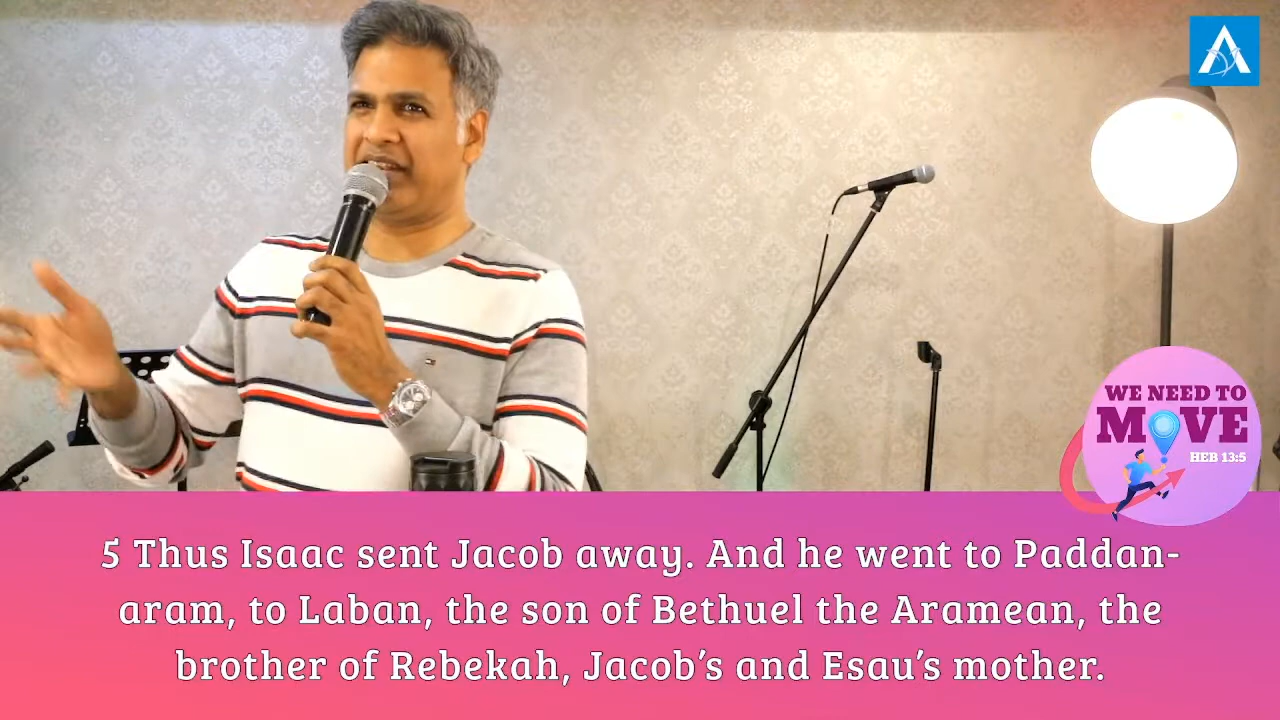 WE NEED TO
MOVE
HEB 13:5
5 Thus Isaac sent Jacob away. And he went to Paddan-
aram, to Laban, the son of Bethuel the Aramean, the
brother of Rebekah, Jacob’s and Esau’s mother.